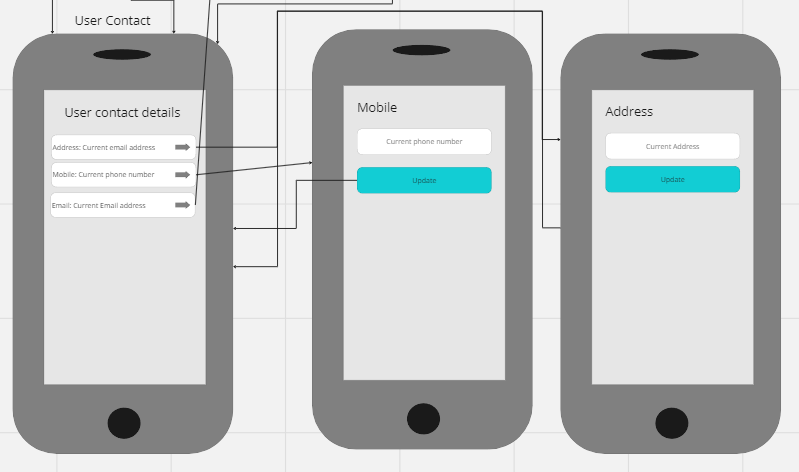 User Contact
User contact details
Address: Current email address
Mobile: Current phone number
Email: Current Email address
Mobile
Current phone number
Update
Address
Current Address
Update